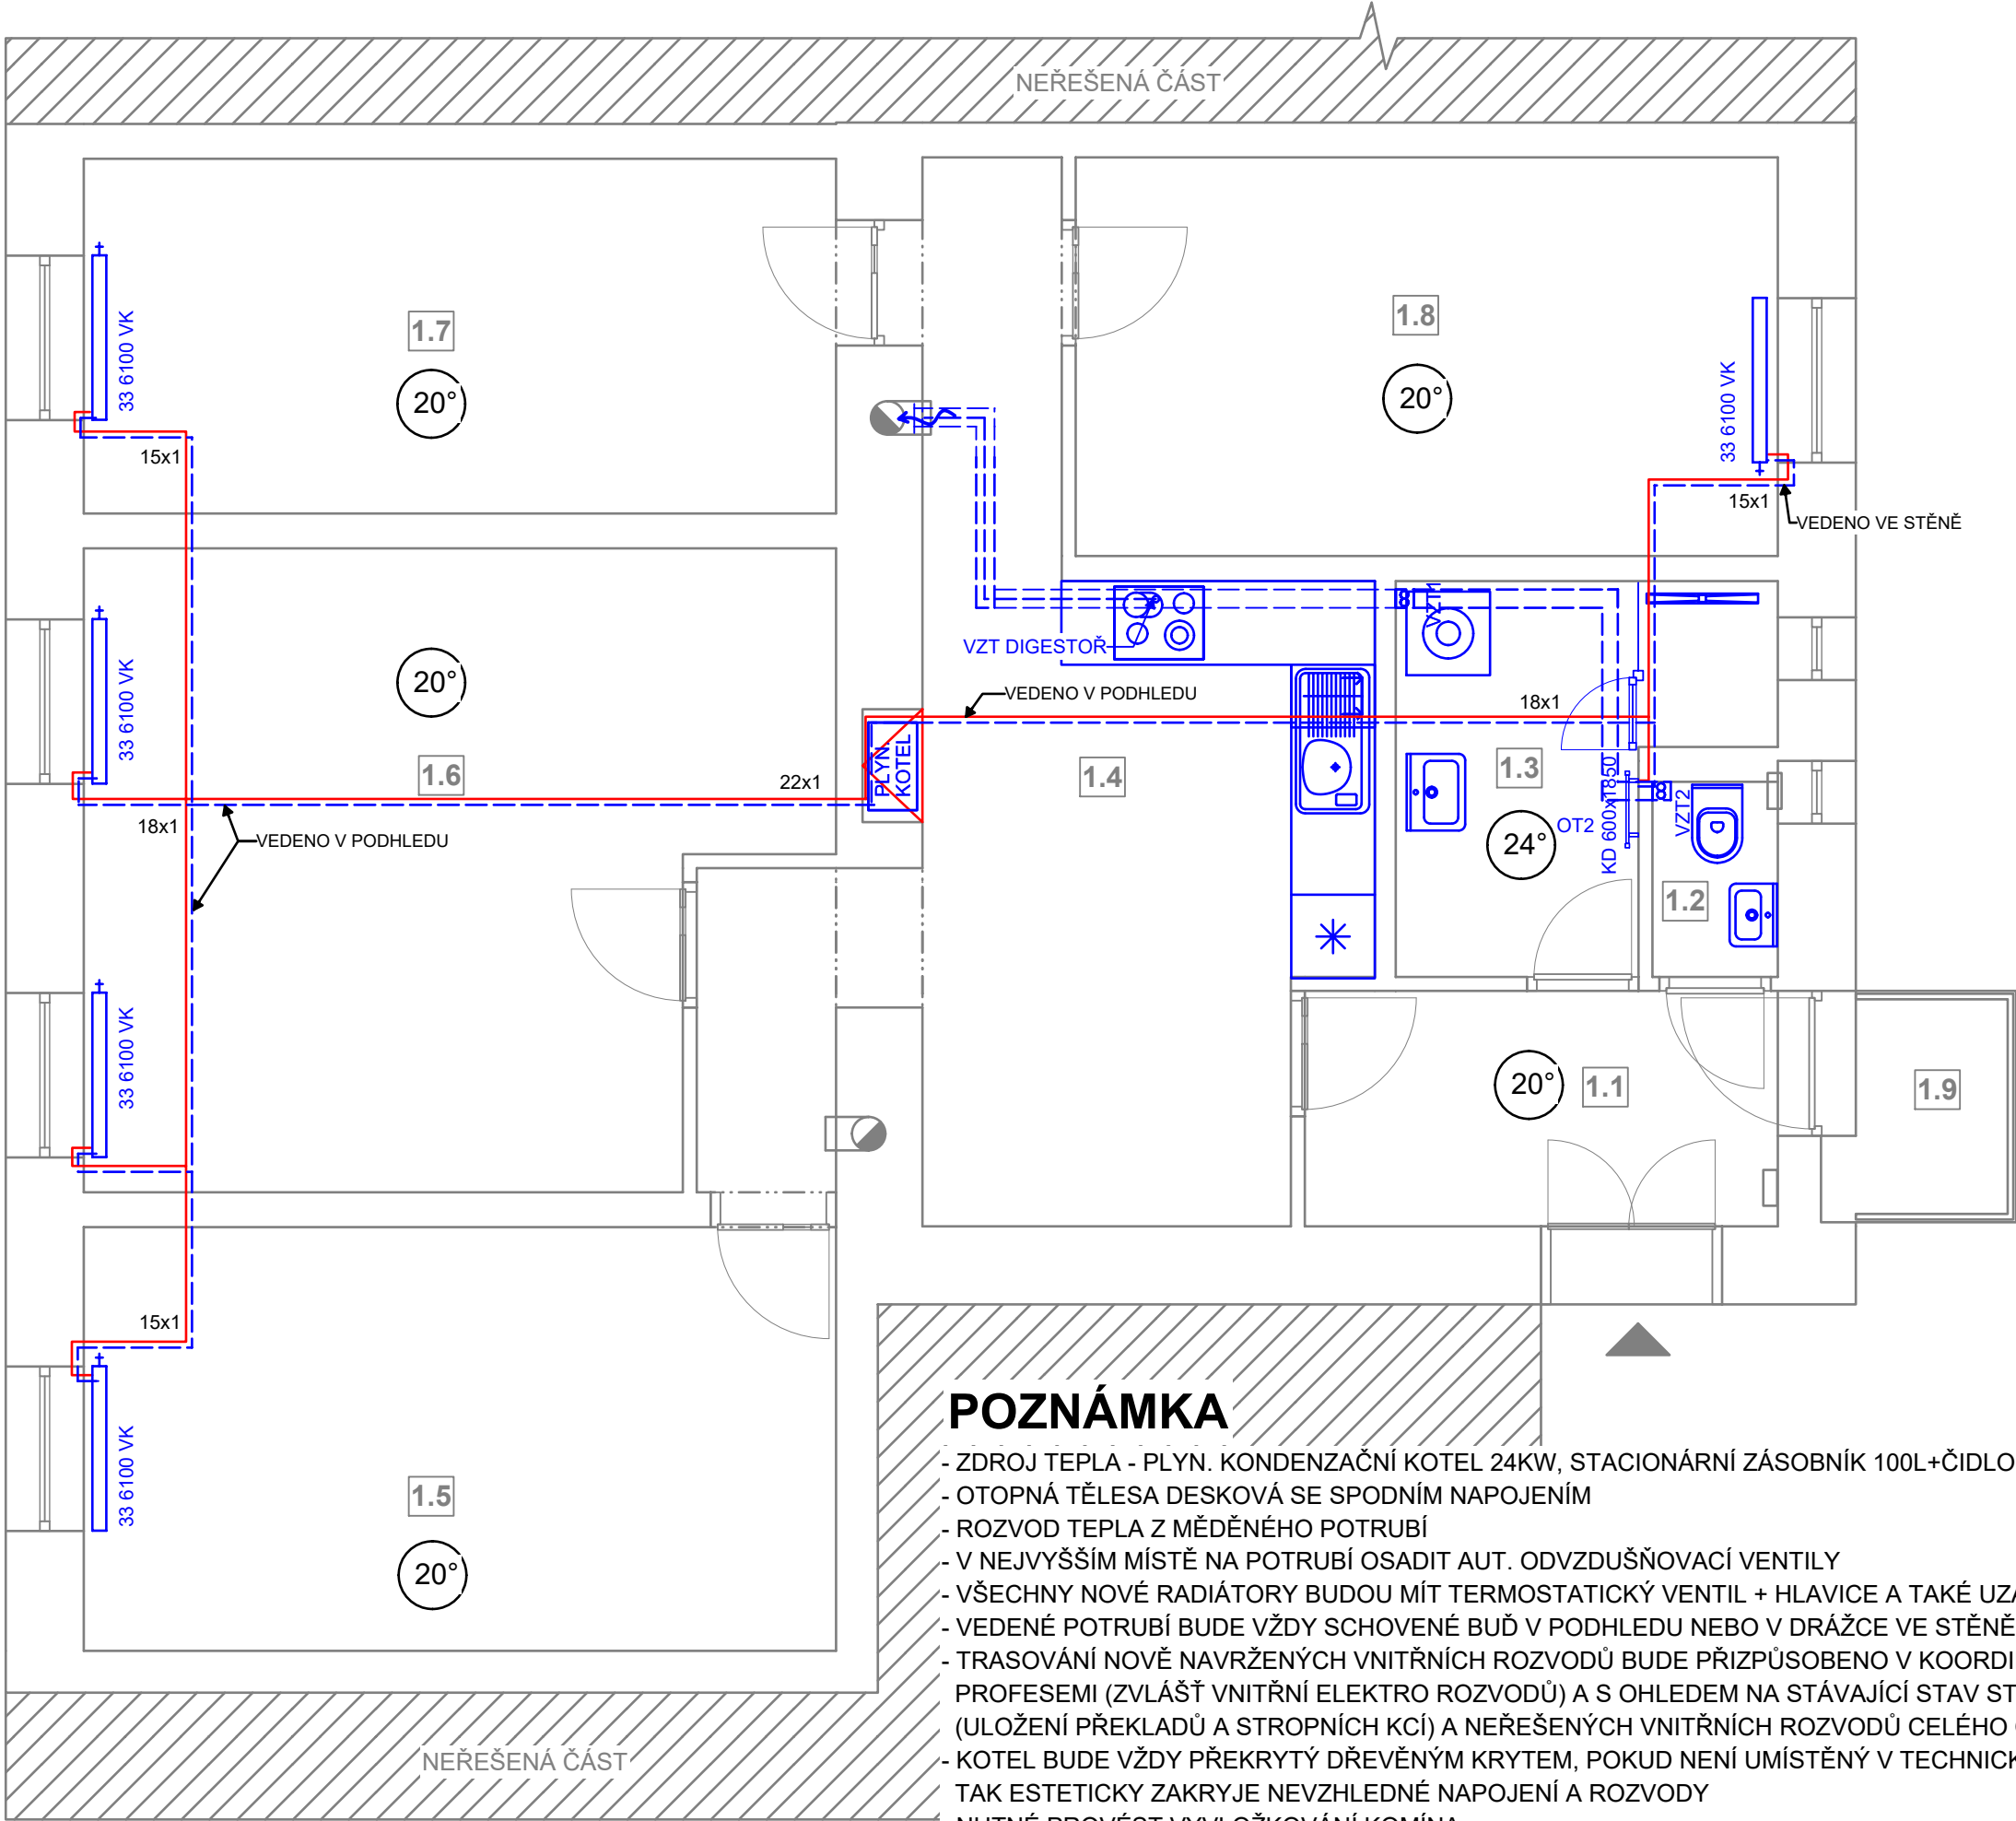 NEŘEŠENÁ ČÁST
33 6100 VK
1.7
20°
15x1
1.8
20°
33 6100 VK
15x1
VEDENO VE STĚNĚ
33 6100 VK
20°
1.6
22x1
18x1
VEDENO V PODHLEDU
PLYN.
KOTEL
VZT DIGESTOŘ
VEDENO V PODHLEDU
1.4
VZT1
18x1
1.3
24°
OT2
KD 600x1850
VZT2
1.2
33 6100 VK
20°
1.1
1.9
15x1
33 6100 VK
1.5
20°
POZNÁMKA
- ZDROJ TEPLA - PLYN. KONDENZAČNÍ KOTEL 24KW, STACIONÁRNÍ ZÁSOBNÍK 100L+ČIDLO
- OTOPNÁ TĚLESA DESKOVÁ SE SPODNÍM NAPOJENÍM
- ROZVOD TEPLA Z MĚDĚNÉHO POTRUBÍ
- V NEJVYŠŠÍM MÍSTĚ NA POTRUBÍ OSADIT AUT. ODVZDUŠŇOVACÍ VENTILY
- VŠECHNY NOVÉ RADIÁTORY BUDOU MÍT TERMOSTATICKÝ VENTIL + HLAVICE A TAKÉ
- VEDENÉ POTRUBÍ BUDE VŽDY SCHOVENÉ BUĎ V PODHLEDU NEBO V DRÁŽCE VE STĚNĚ
- TRASOVÁNÍ NOVĚ NAVRŽENÝCH VNITŘNÍCH ROZVODŮ BUDE PŘIZPŮSOBENO V
PROFESEMI (ZVLÁŠŤ VNITŘNÍ ELEKTRO ROZVODŮ) A S OHLEDEM NA STÁVAJÍCÍ STAV
(ULOŽENÍ PŘEKLADŮ A STROPNÍCH KCÍ) A NEŘEŠENÝCH VNITŘNÍCH ROZVODŮ CELÉHO
- KOTEL BUDE VŽDY PŘEKRYTÝ DŘEVĚNÝM KRYTEM, POKUD NENÍ UMÍSTĚNÝ V
TAK ESTETICKY ZAKRYJE NEVZHLEDNÉ NAPOJENÍ A ROZVODY
- NUTNÉ PROVÉST VYVLOŽKOVÁNÍ KOMÍNA
NEŘEŠENÁ ČÁST